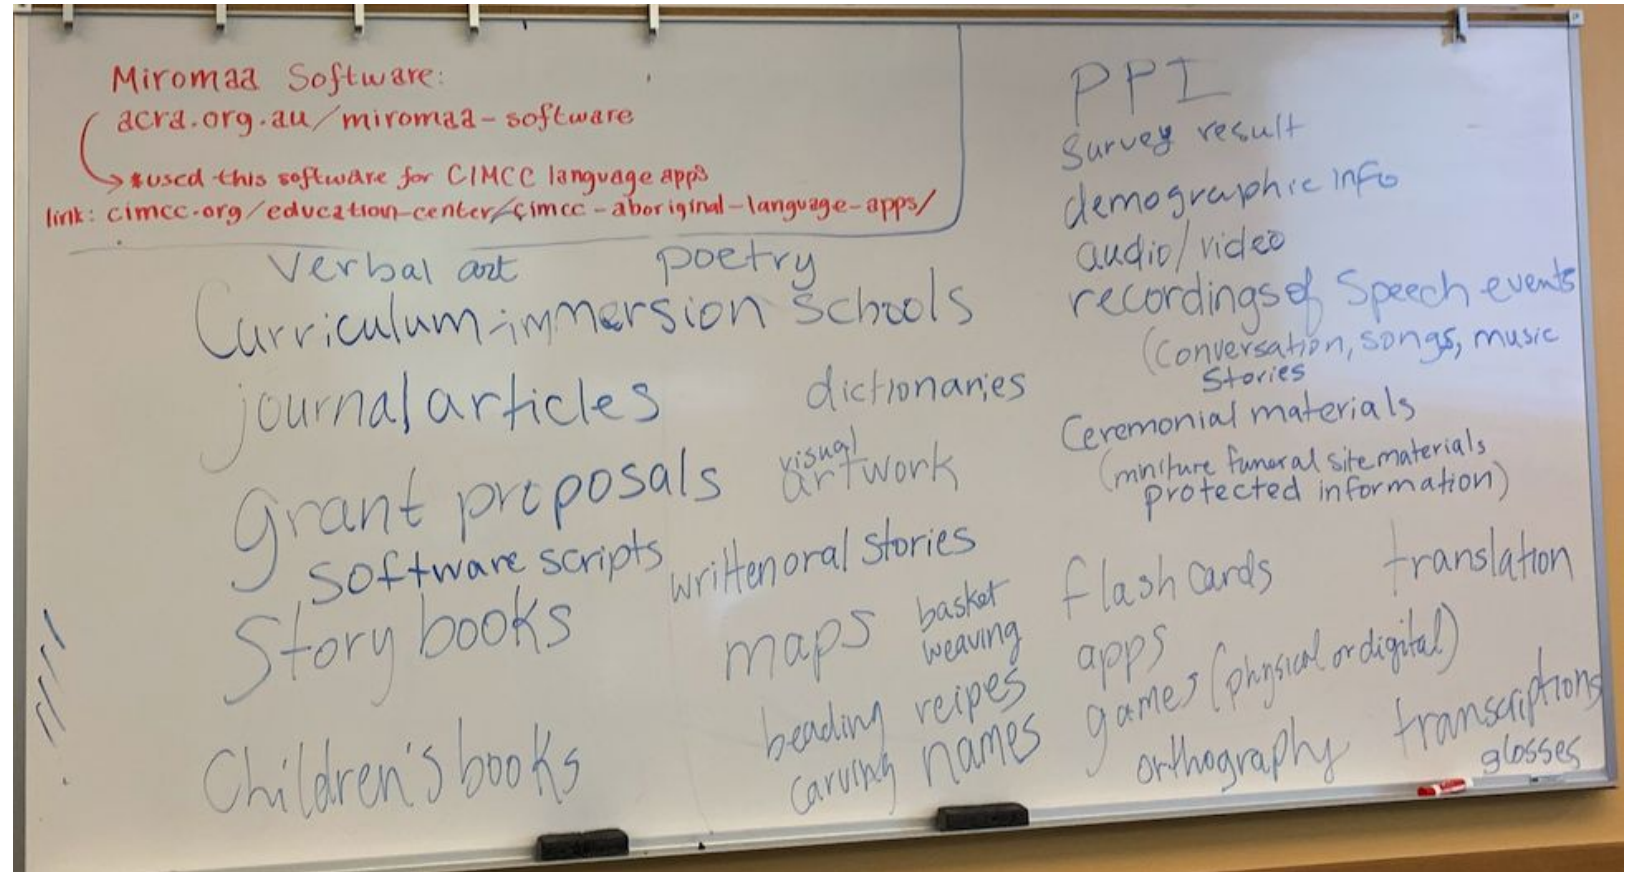 Miromaa Software:
acra.org.au/miromaa-software
*used this software for CIMCC language apps
link: cimcc.org/education-center/cimcc-aboriginal-language-apps/
Verbal art
poetry
Curriculum-immersion Schools
journal articles
dictionaries
grant proposals
visual
artwork
software scripts
written oral stories
Story books
maps
basket
weaving
beading
reipes
Children's books
carving
names
PPI
Survey result
demographic info
audio/video
recordings of Speech events
(conversation, songs, music
Stories
Ceremonial materials
(miniture funeral site materials
protected information)
flash cards
translation
apps
games (physical or digital)
orthography
transcriptions
glosses